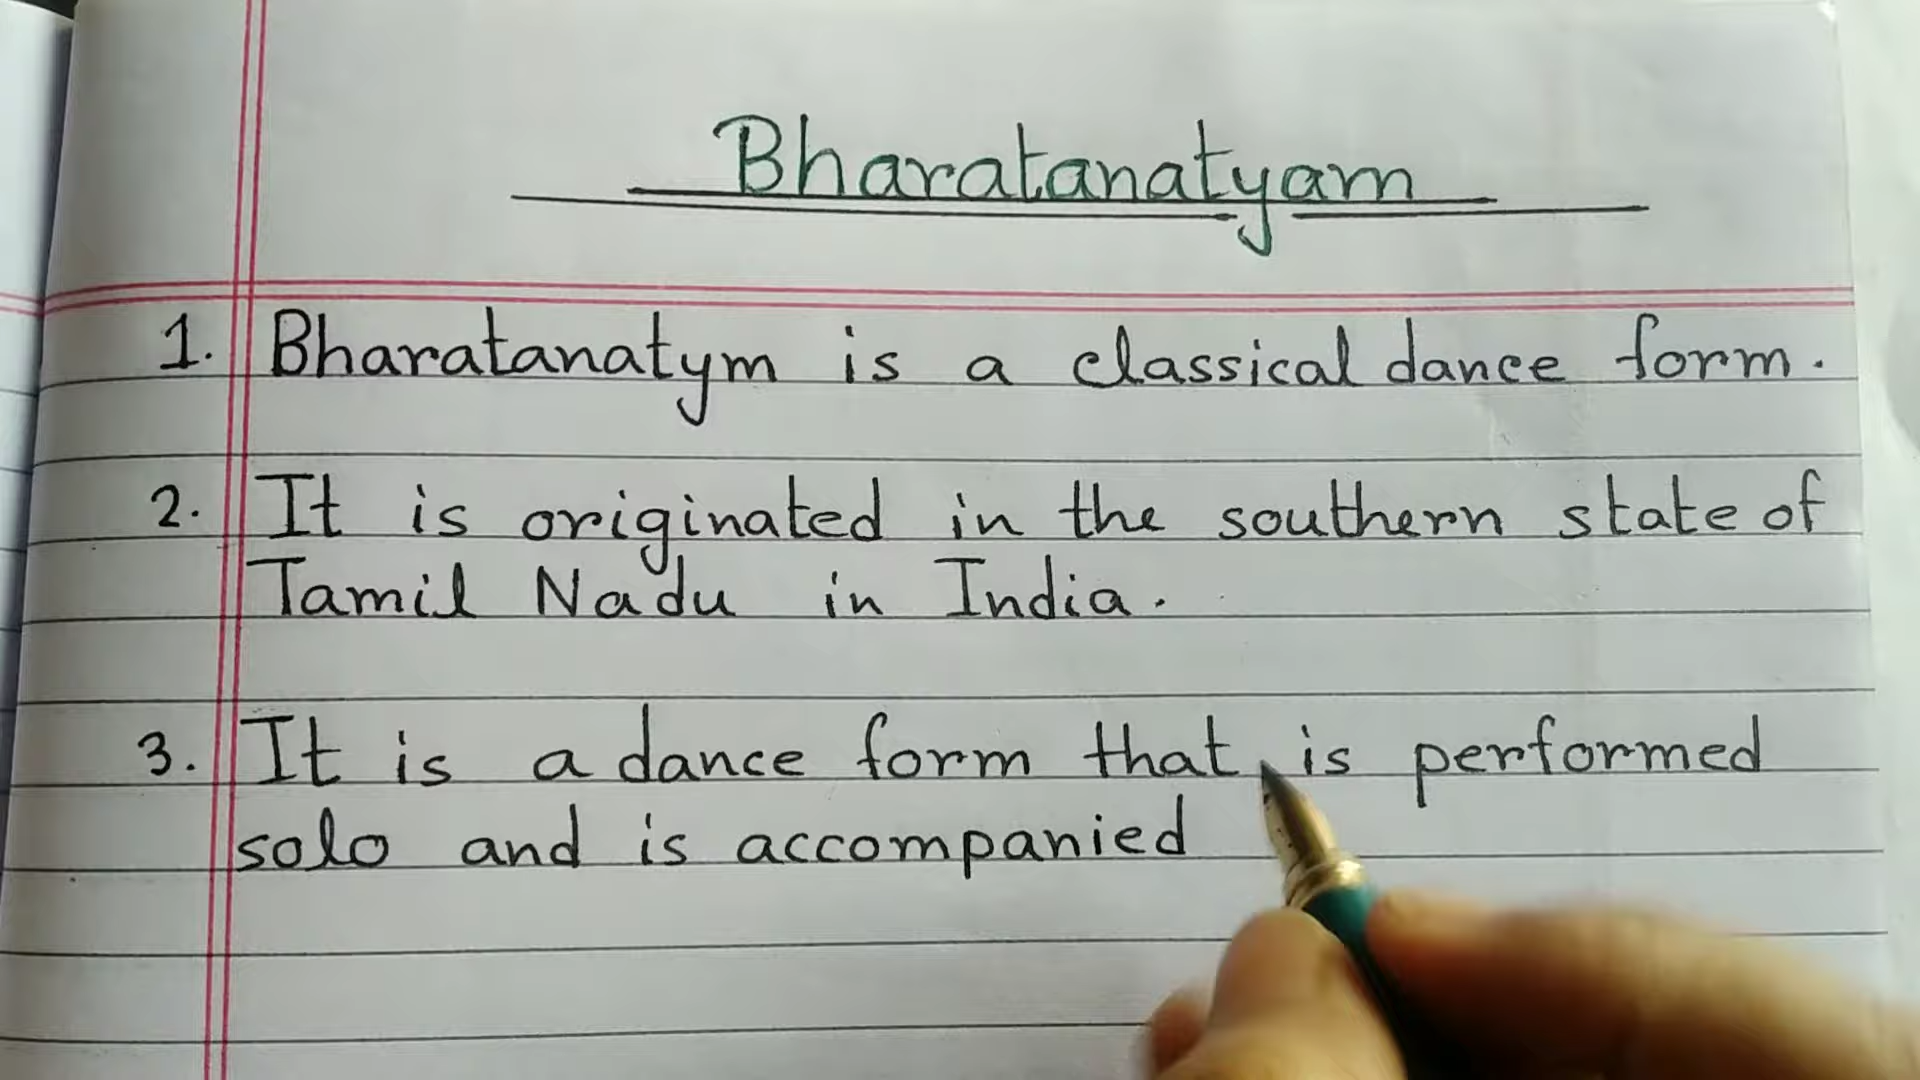 Bharatanatyam
1. Bharatanatym is a classical dance form.
2. It is originated in the southern state of
Tamil Nadu in India.
3. It is a dance form that is performed
solo and is accompanied